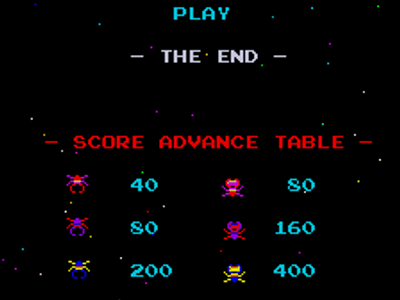 PLAY
— THE END —
— SCORE ADVANCE TABLE —
40 80
80 160
200 400